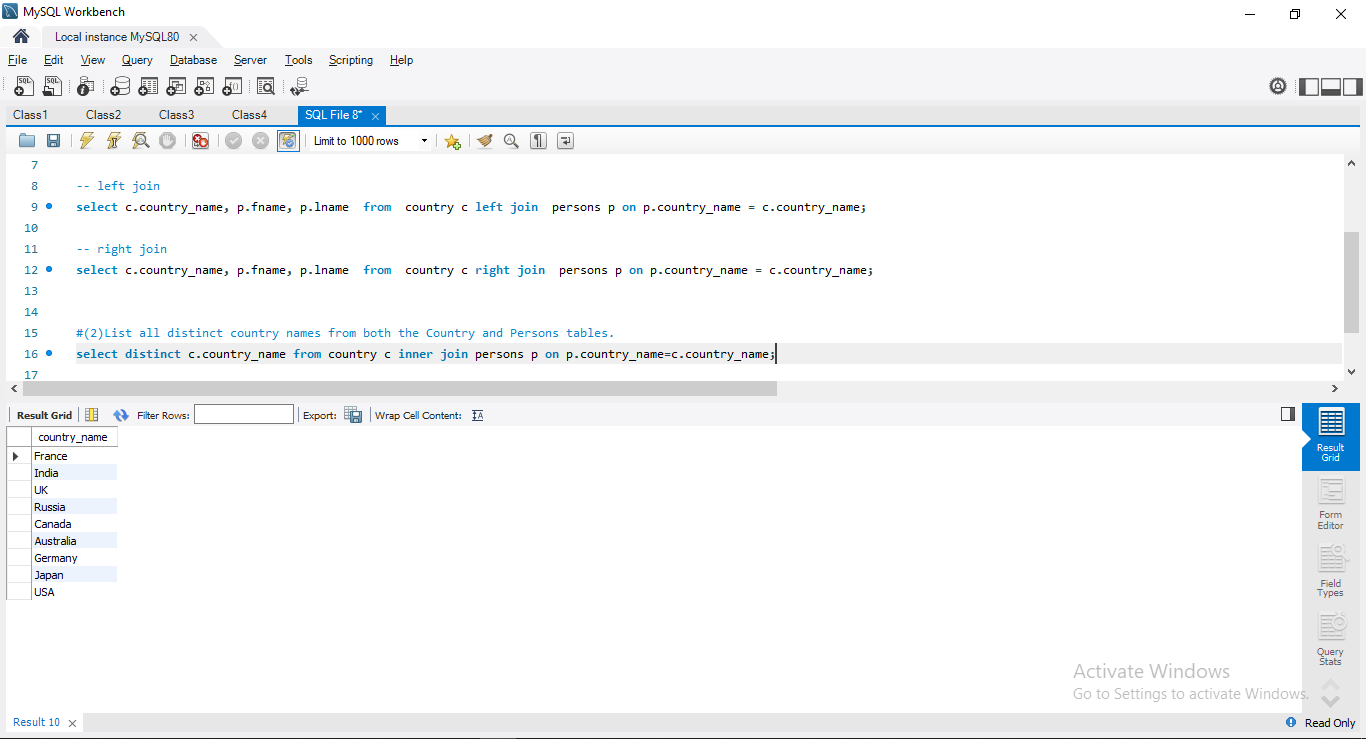 MySQL Workbench
Local instance MySQL80
File Edit View Query Database Server Tools Scripting Help
Class1 Class2 Class3 Class4 SQL File 8*
Limit to 1000 rows
7
8 -- left join
9 select c.country_name, p.fname, p.lname from country c left join persons p on p.country_name = c.country_name;
10
11 -- right join
12 select c.country_name, p.fname, p.lname from country c right join persons p on p.country_name = c.country_name;
13
14
15 #(2)List all distinct country names from both the Country and Persons tables.
16 select distinct c.country_name from country c inner join persons p on p.country_name=c.country_name;
17
Result Grid Filter Rows: Export: Wrap Cell Content:
country_name
France
India
UK
Russia
Canada
Australia
Germany
Japan
USA
Result
Grid
Form
Editor
Field
Types
Query
Stats
Activate Windows
Go to Settings to activate Windows.
Result 10
Read Only